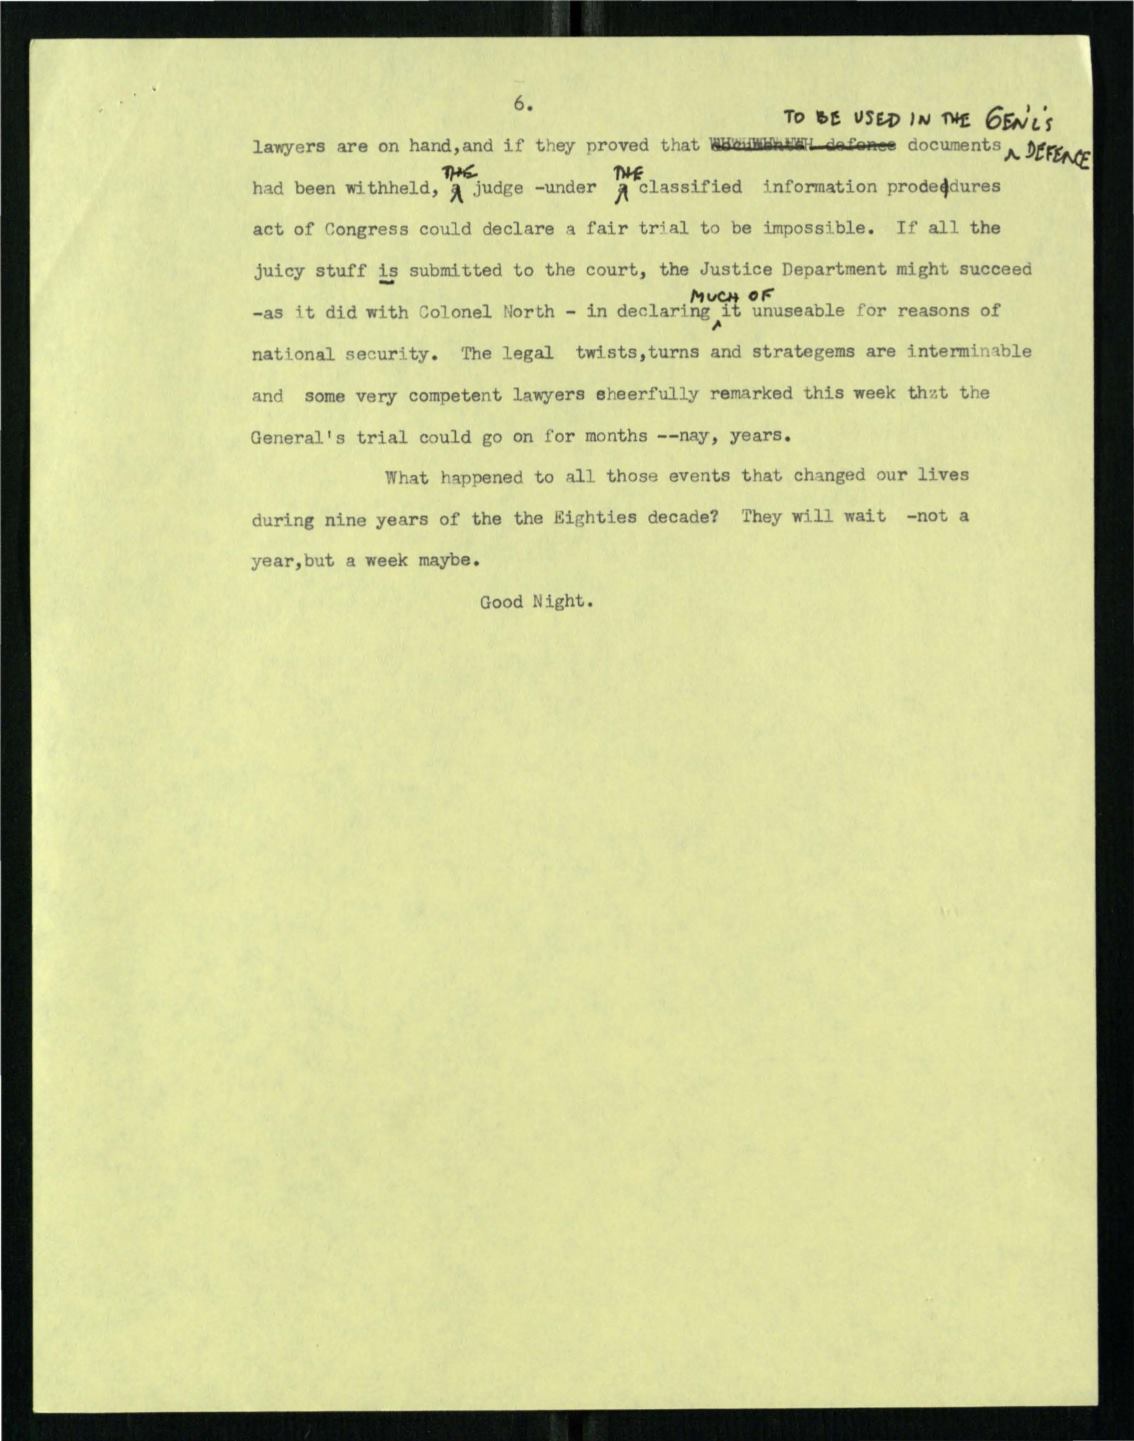 6.
TO BE USED IN THE GEN'L'S
lawyers are on hand,and if they proved that defence documents DEFENCE
THE THE
had been withheld, judge -under classified information prodedures
act of Congress could declare a fair trial to be impossible. If all the
juicy stuff is submitted to the court, the Justice Department might succeed
MUCH OF
-as it did with Colonel North - in declaring it unuseable for reasons of
national security. The legal twists,turns and strategems are interminable
and some very competent lawyers cheerfully remarked this week that the
General's trial could go on for months --nay, years.
What happened to all those events that changed our lives
during nine years of the the Eighties decade? They will wait -not a
year,but a week maybe.
Good Night.